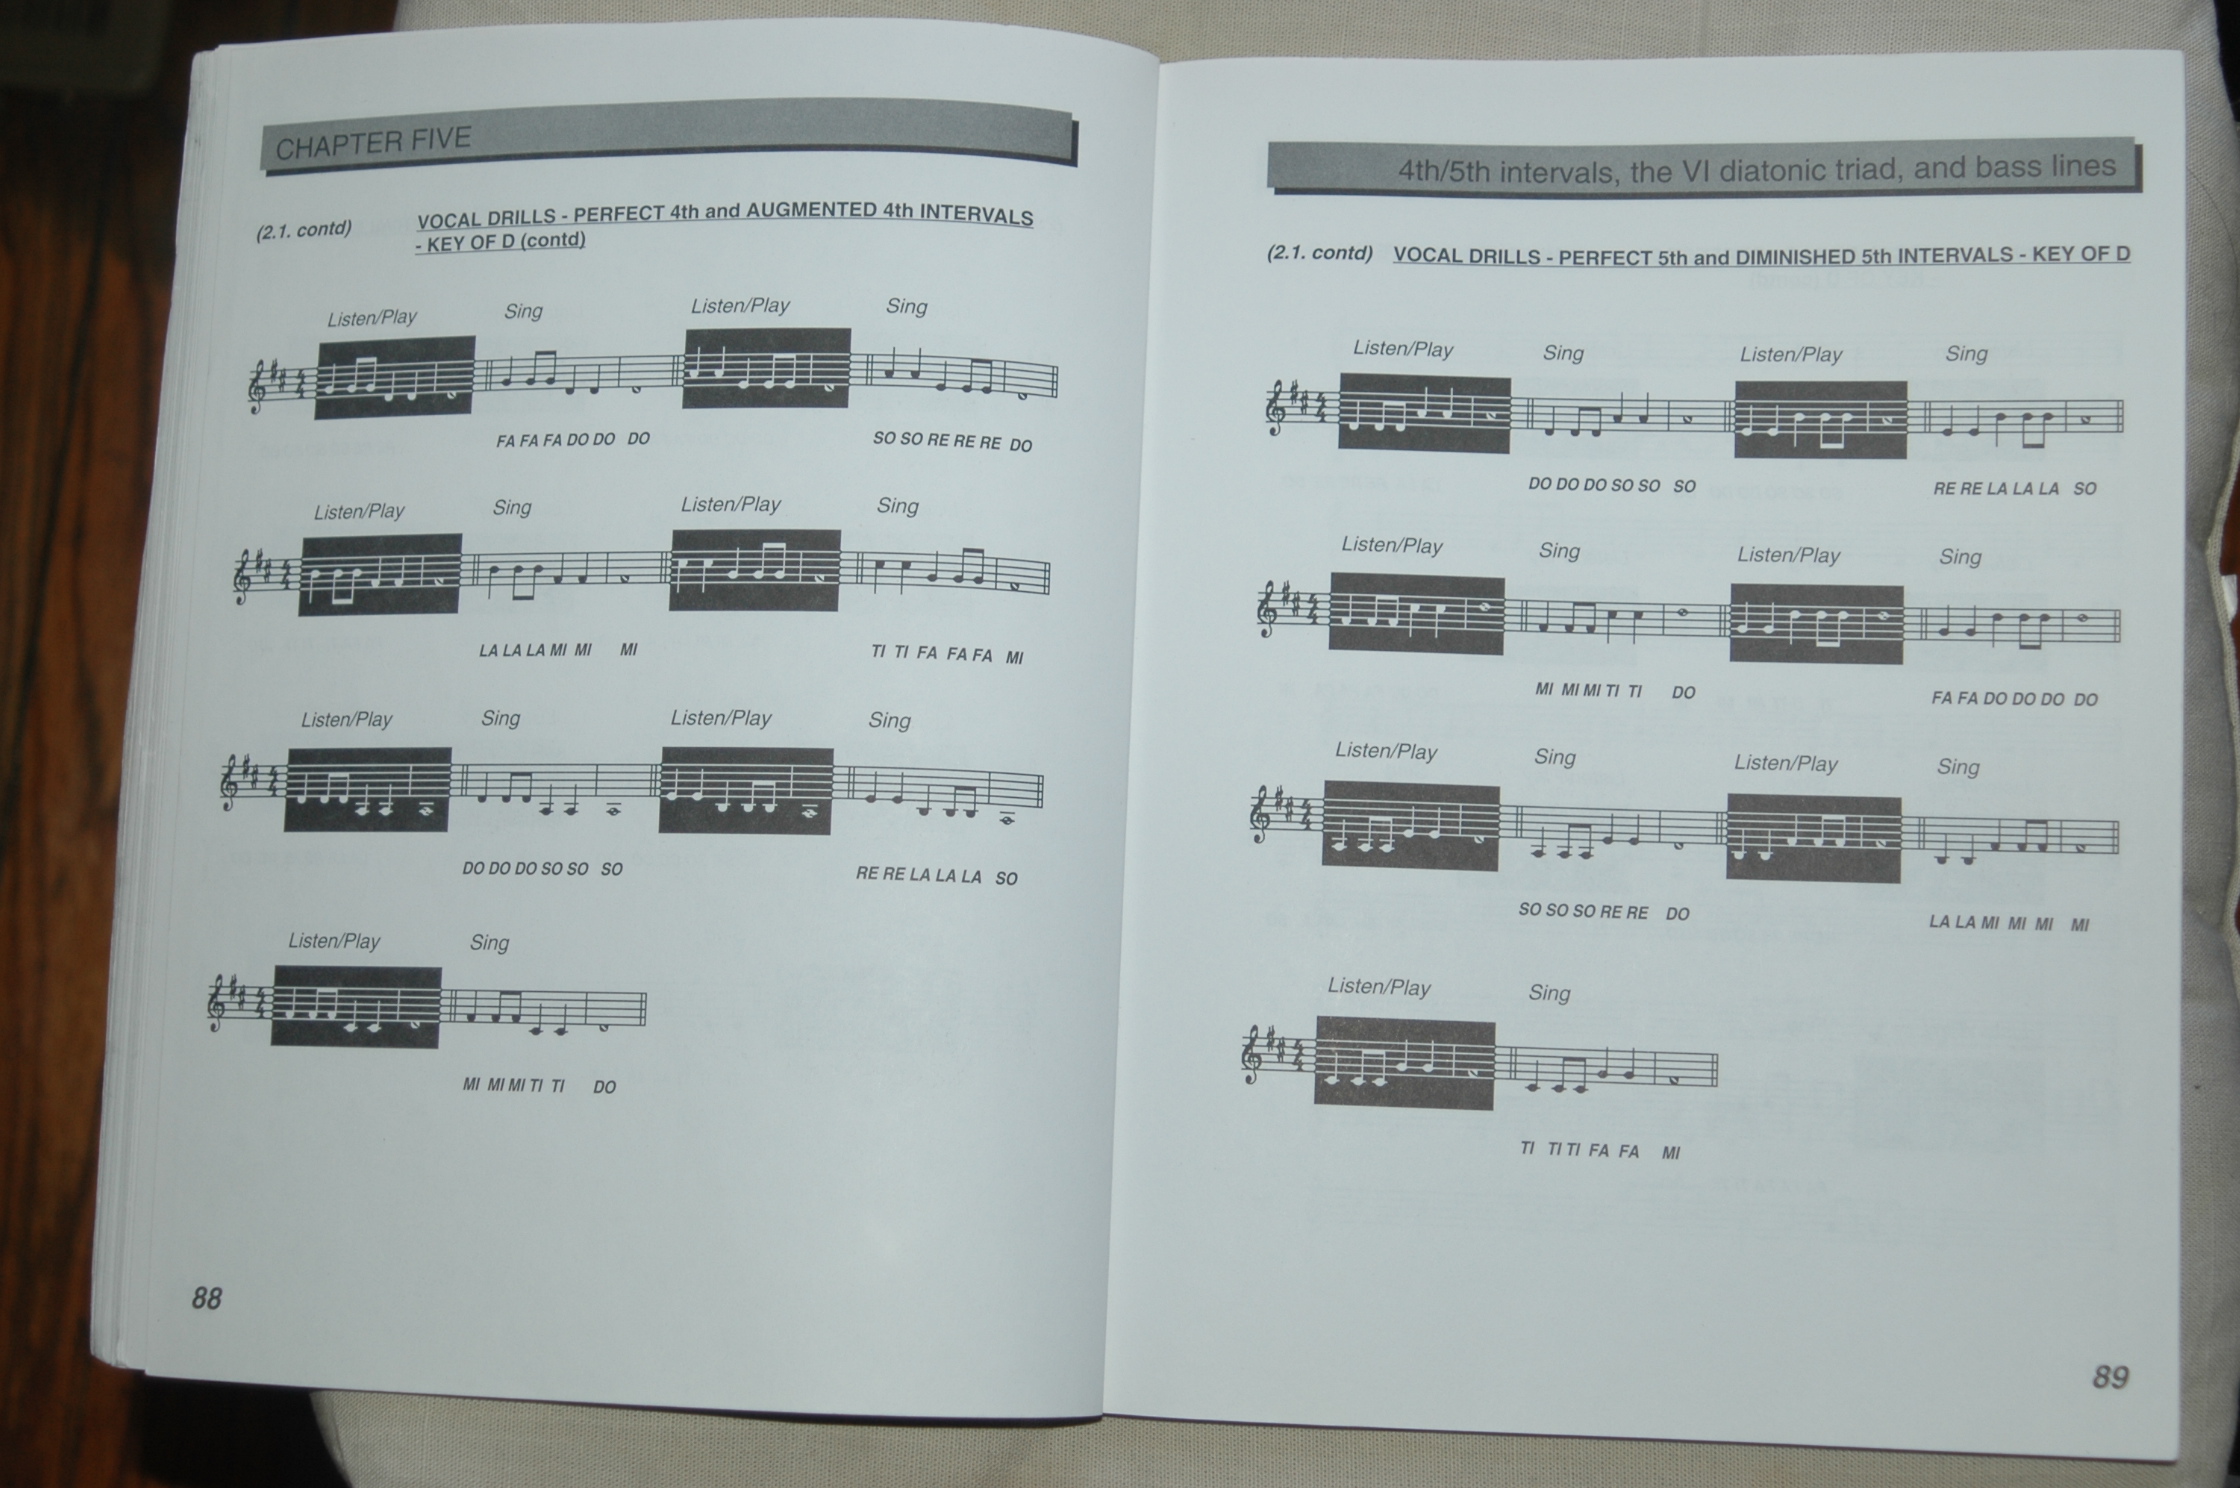 CHAPTER FIVE
(2.1. contd) VOCAL DRILLS - PERFECT 4th and AUGMENTED 4th INTERVALS
- KEY OF D (contd)
Listen/Play Sing Listen/Play Sing
FA FA FA DO DO DO SO SO RE RE RE DO
Listen/Play Sing Listen/Play Sing
LA LA LA MI MI MI TI TI FA FA FA MI
Listen/Play Sing Listen/Play Sing
DO DO DO SO SO SO RE RE LA LA LA SO
Listen/Play Sing
MI MI MI TI TI DO
88
4th/5th intervals, the VI diatonic triad, and bass lines
(2.1. contd) VOCAL DRILLS - PERFECT 5th and DIMINISHED 5th INTERVALS - KEY OF D
Listen/Play Sing Listen/Play Sing
DO DO DO SO SO SO RE RE LA LA LA SO
Listen/Play Sing Listen/Play Sing
MI MI MI TI TI DO FA FA DO DO DO DO
Listen/Play Sing Listen/Play Sing
SO SO SO RE RE DO LA LA MI MI MI MI
Listen/Play Sing
TI TI TI FA FA MI
89